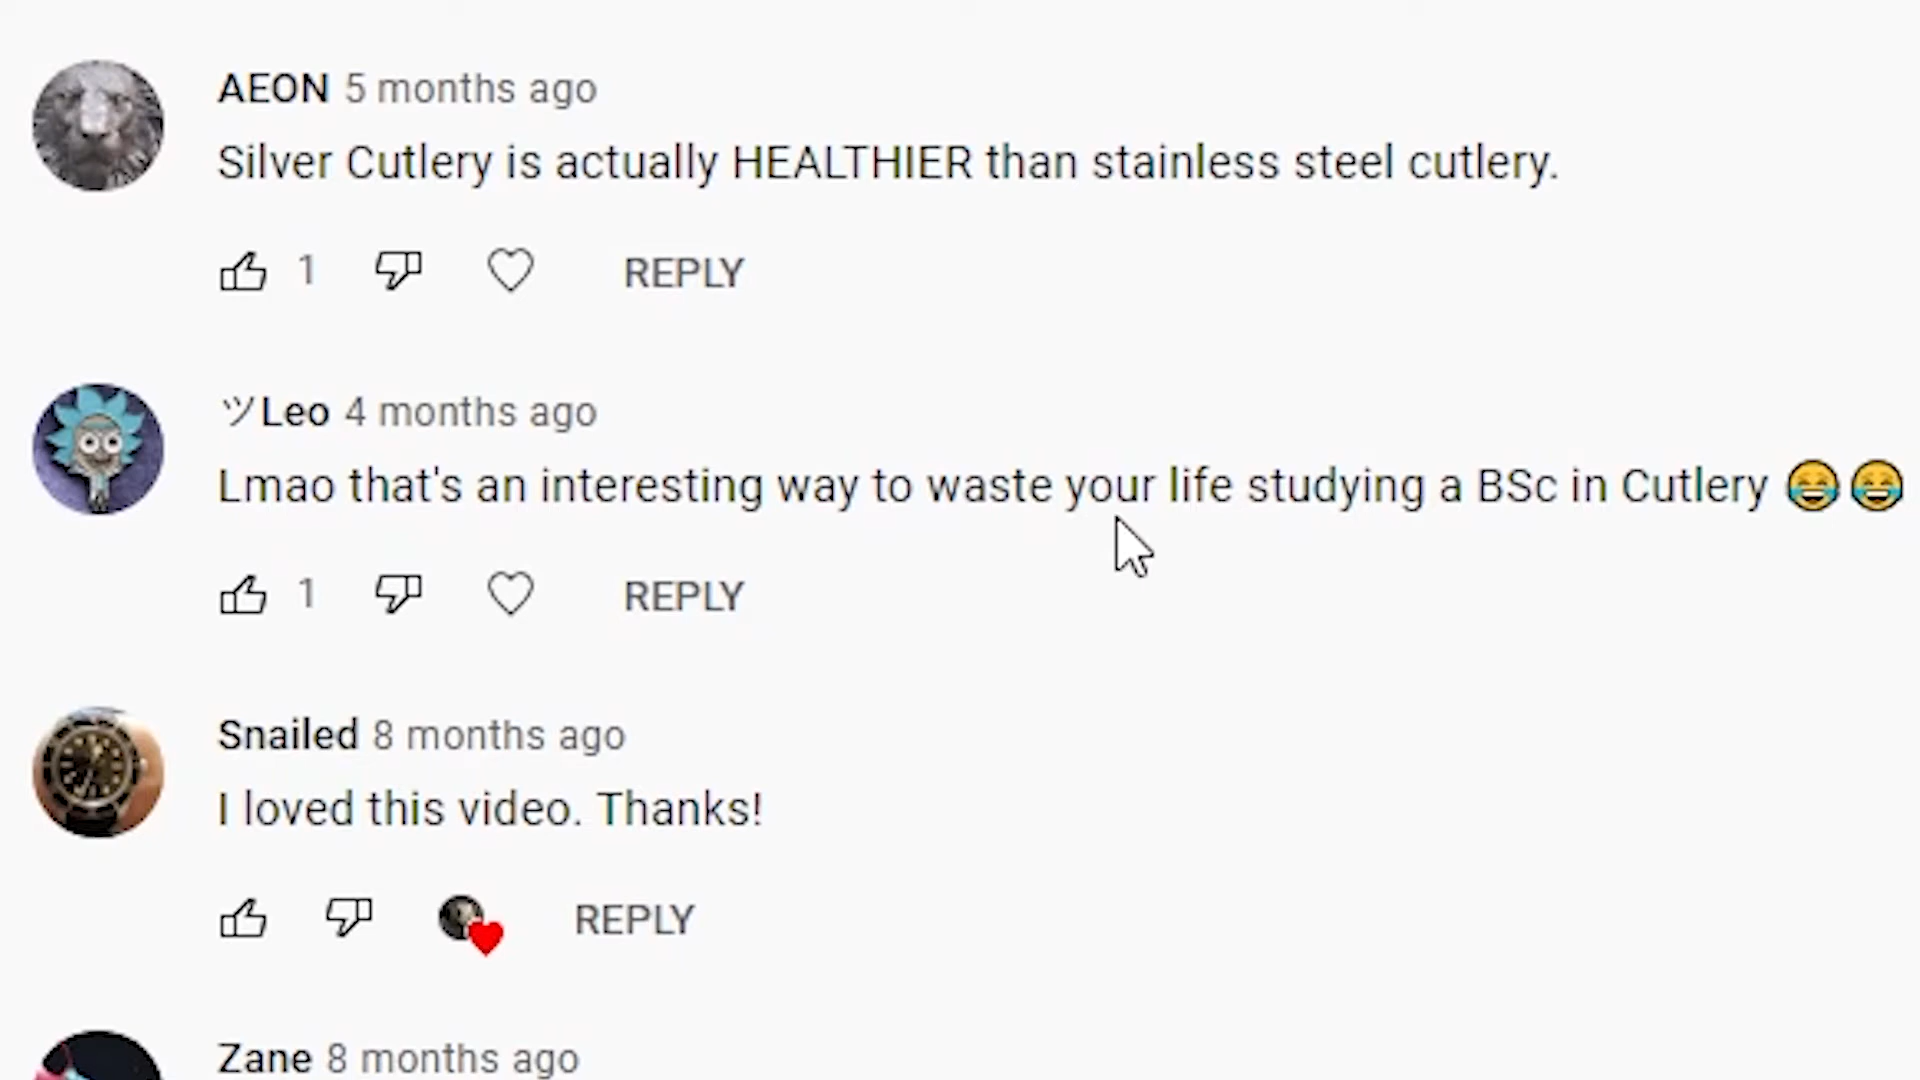 AEON 5 months ago
Silver Cutlery is actually HEALTHIER than stainless steel cutlery.
1 REPLY
ツLeo 4 months ago
Lmao that's an interesting way to waste your life studying a BSc in Cutlery 😂😂
1 REPLY
Snailed 8 months ago
I loved this video. Thanks!
REPLY
Zane 8 months ago